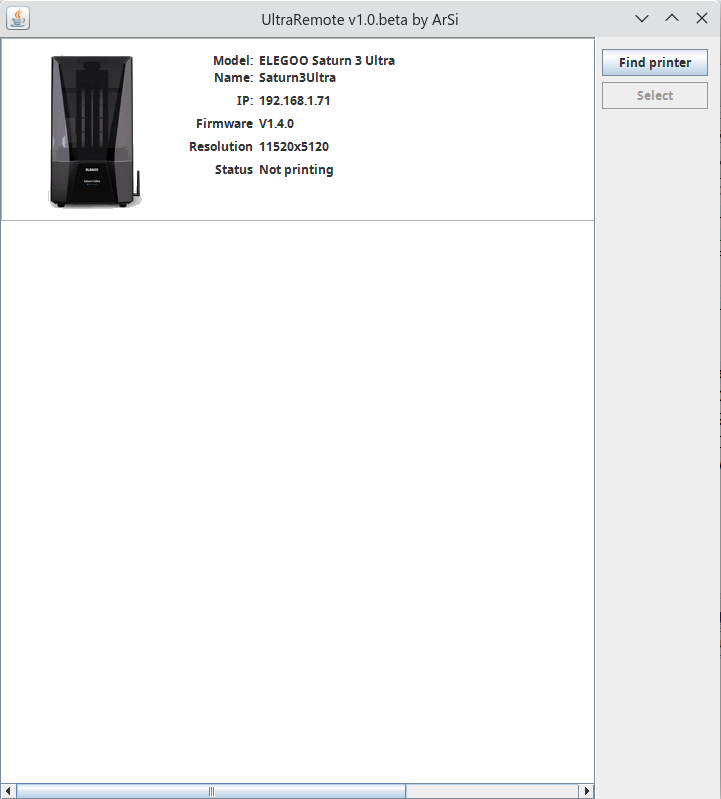 UltraRemote v1.0.beta by ArSi
Model: ELEGOO Saturn 3 Ultra
Name: Saturn3Ultra
IP: 192.168.1.71
Firmware V1.4.0
Resolution 11520x5120
Status Not printing
Find printer
Select
ELEGOO